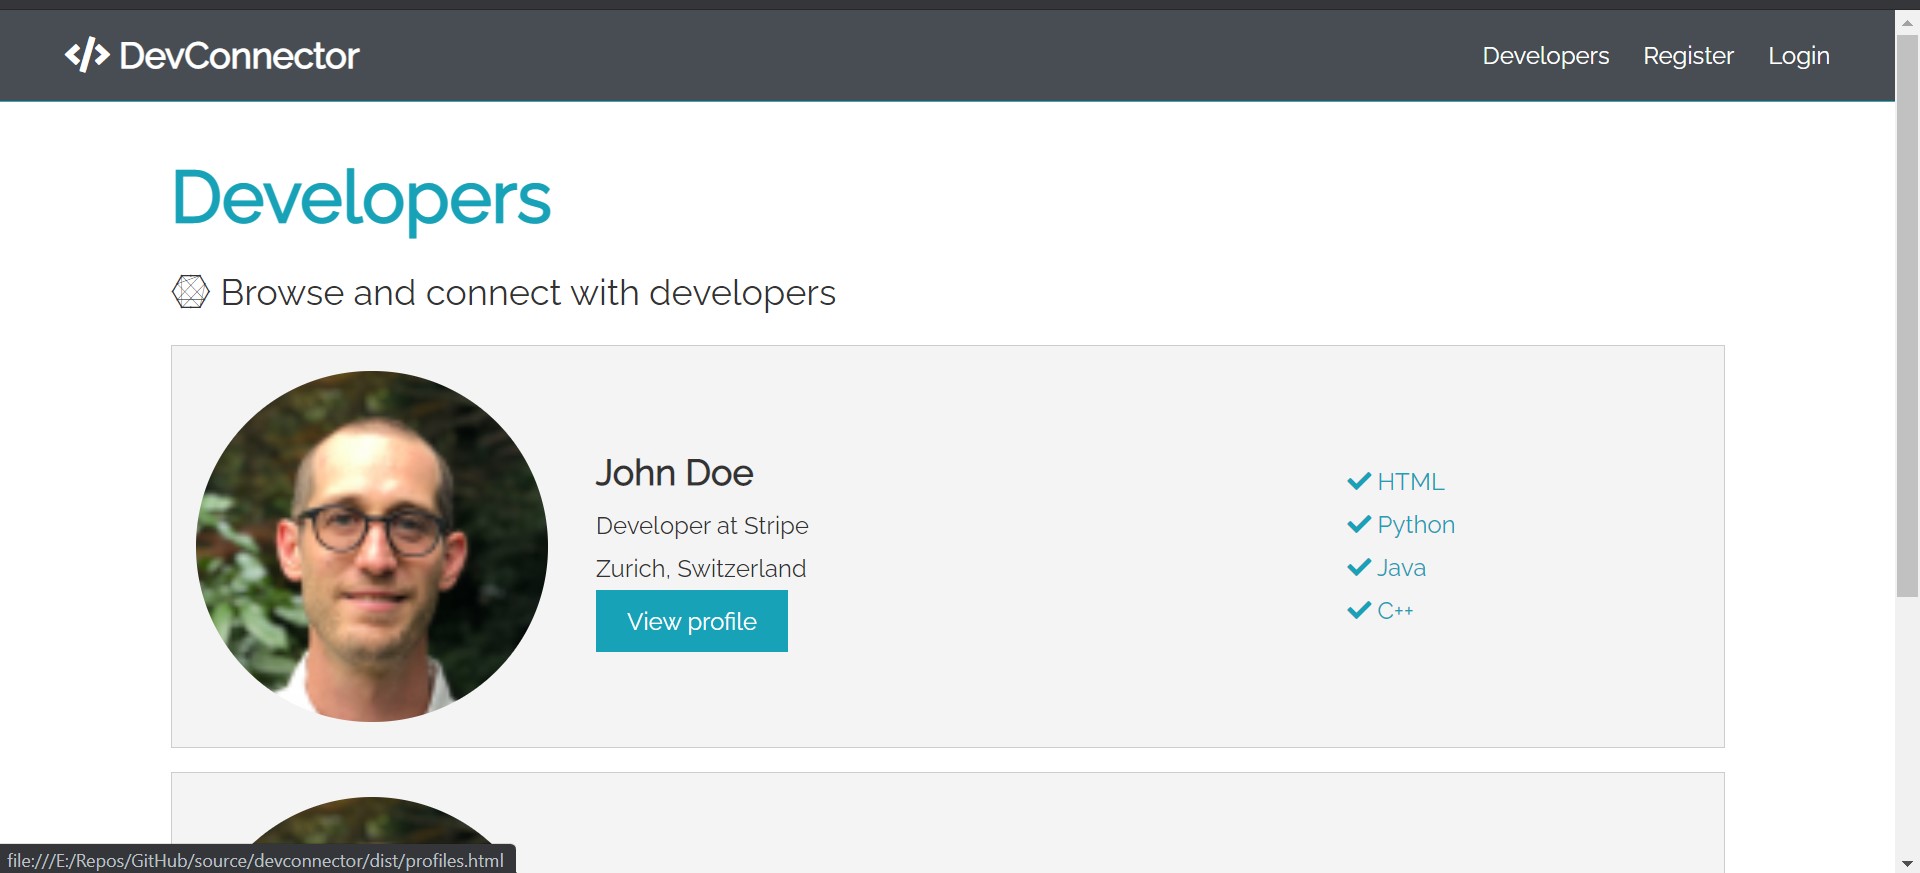 DevConnector
Developers Register Login
Developers
Browse and connect with developers
John Doe
Developer at Stripe
Zurich, Switzerland
View profile
HTML
Python
Java
C++
file:///E:/Repos/GitHub/source/devconnector/dist/profiles.html